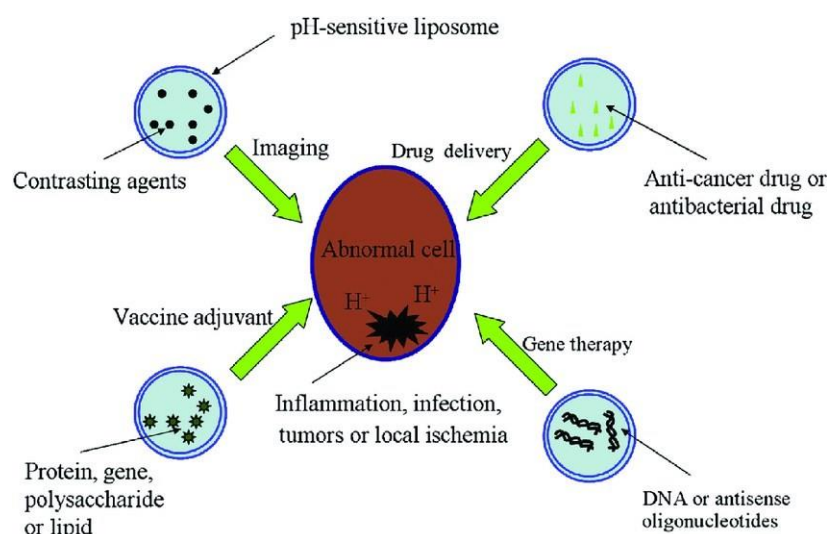 pH-sensitive liposome
Imaging
Drug delivery
Contrasting agents
Anti-cancer drug or
antibacterial drug
Abnormal cell
H+
H+
Vaccine adjuvant
Gene therapy
Inflammation, infection,
tumors or local ischemia
Protein, gene,
polysaccharide
or lipid
DNA or antisense
oligonucleotides